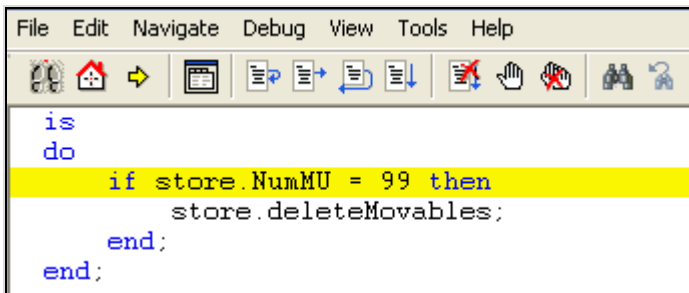 File Edit Navigate Debug View Tools Help
is
do
if store.NumMU = 99 then
store.deleteMovables;
end;
end;